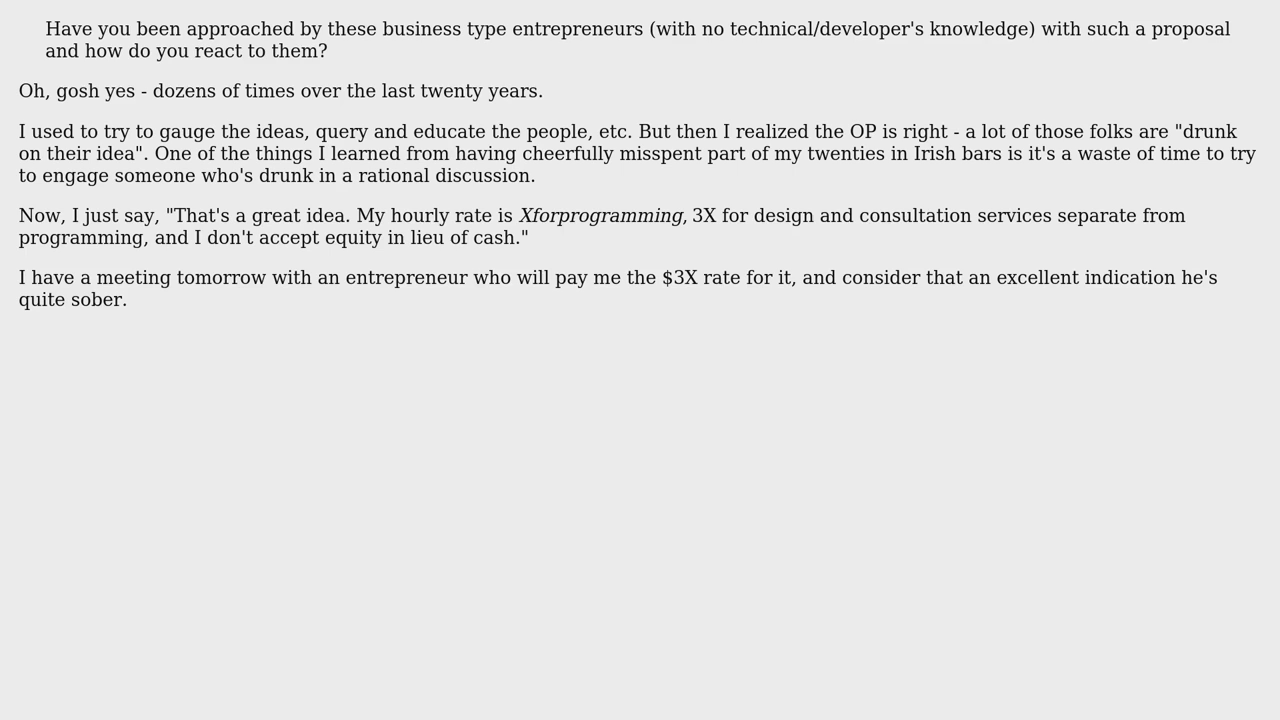 Have you been approached by these business type entrepreneurs (with no technical/developer's knowledge) with such a proposal
and how do you react to them?
Oh, gosh yes - dozens of times over the last twenty years.
I used to try to gauge the ideas, query and educate the people, etc. But then I realized the OP is right - a lot of those folks are "drunk
on their idea". One of the things I learned from having cheerfully misspent part of my twenties in Irish bars is it's a waste of time to try
to engage someone who's drunk in a rational discussion.
Now, I just say, "That's a great idea. My hourly rate is Xforprogramming, 3X for design and consultation services separate from
programming, and I don't accept equity in lieu of cash."
I have a meeting tomorrow with an entrepreneur who will pay me the $3X rate for it, and consider that an excellent indication he's
quite sober.